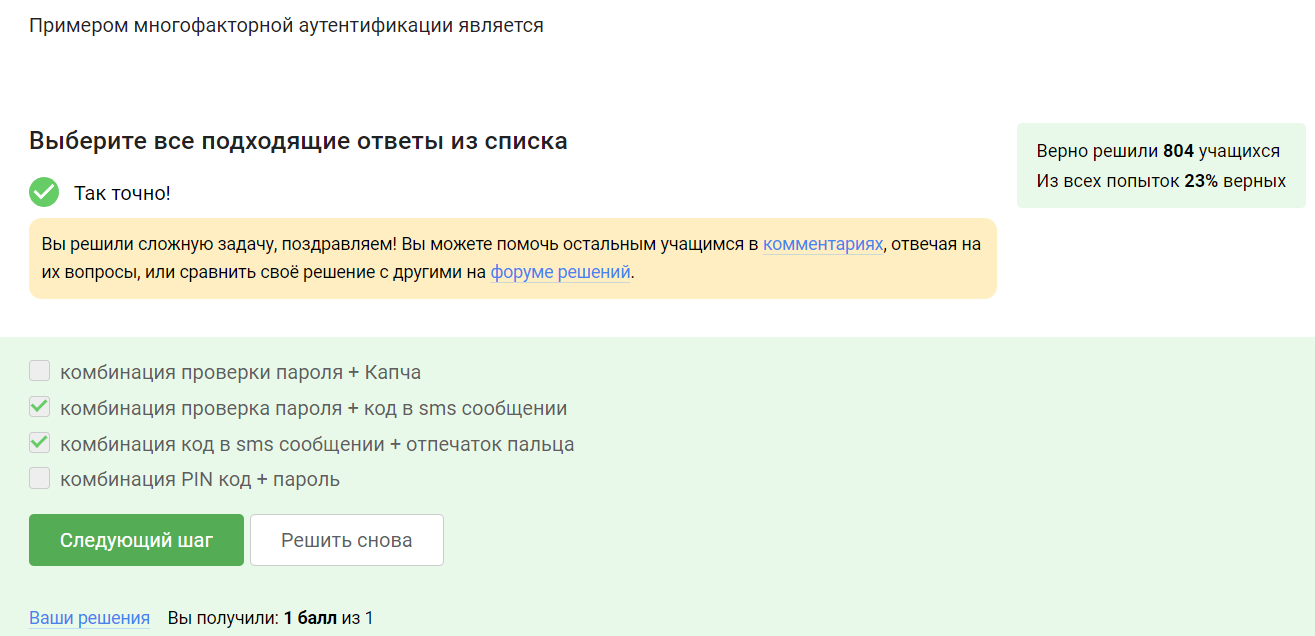 Примером многофакторной аутентификации является
Выберите все подходящие ответы из списка
Верно решили 804 учащихся
Из всех попыток 23% верных
Так точно!
Вы решили сложную задачу, поздравляем! Вы можете помочь остальным учащимся в комментариях, отвечая на
их вопросы, или сравнить своё решение с другими на форуме решений.
комбинация проверки пароля + Капча
комбинация проверка пароля + код в sms сообщении
комбинация код в sms сообщении + отпечаток пальца
комбинация PIN код + пароль
Следующий шаг
Решить снова
Ваши решения Вы получили: 1 балл из 1